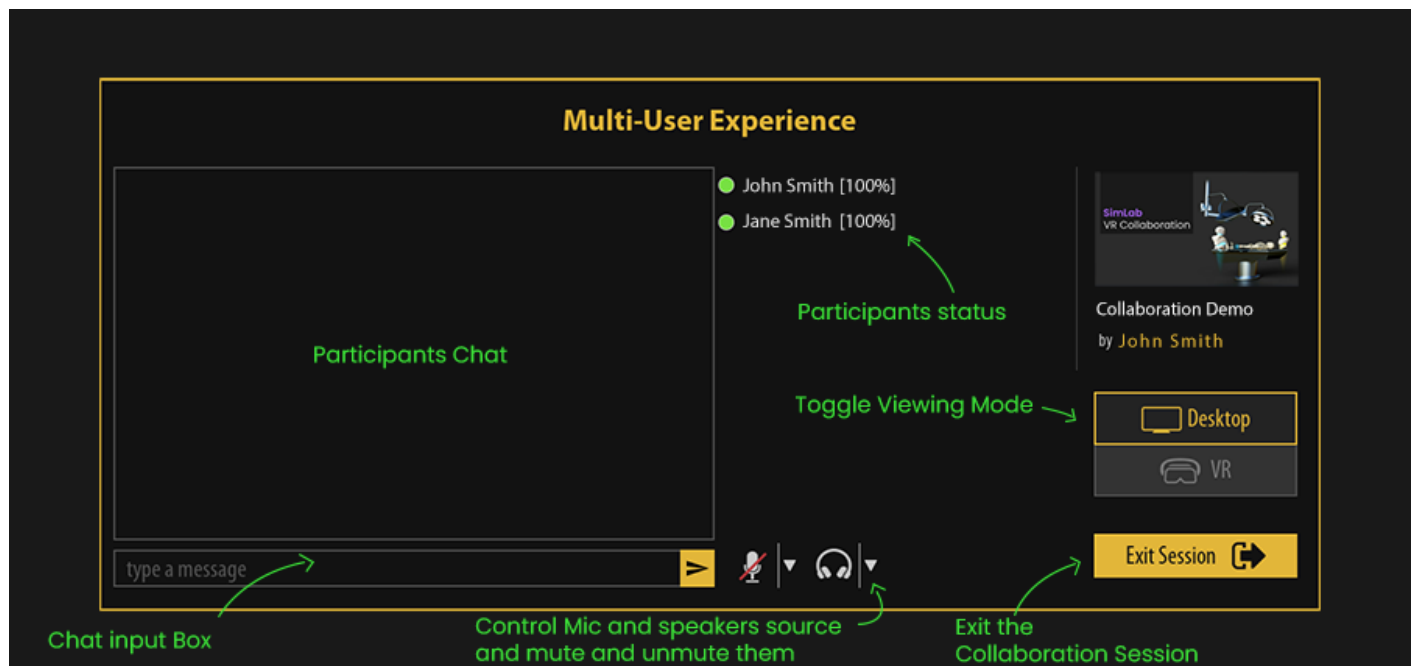 Multi-User Experience
John Smith [100%]
Jane Smith [100%]
Participants status
SimLab
VR Collaboration
Collaboration Demo
by John Smith
Participants Chat
Toggle Viewing Mode
Desktop
VR
type a message
Exit Session
Chat input Box
Control Mic and speakers source
and mute and unmute them
Exit the
Collaboration Session